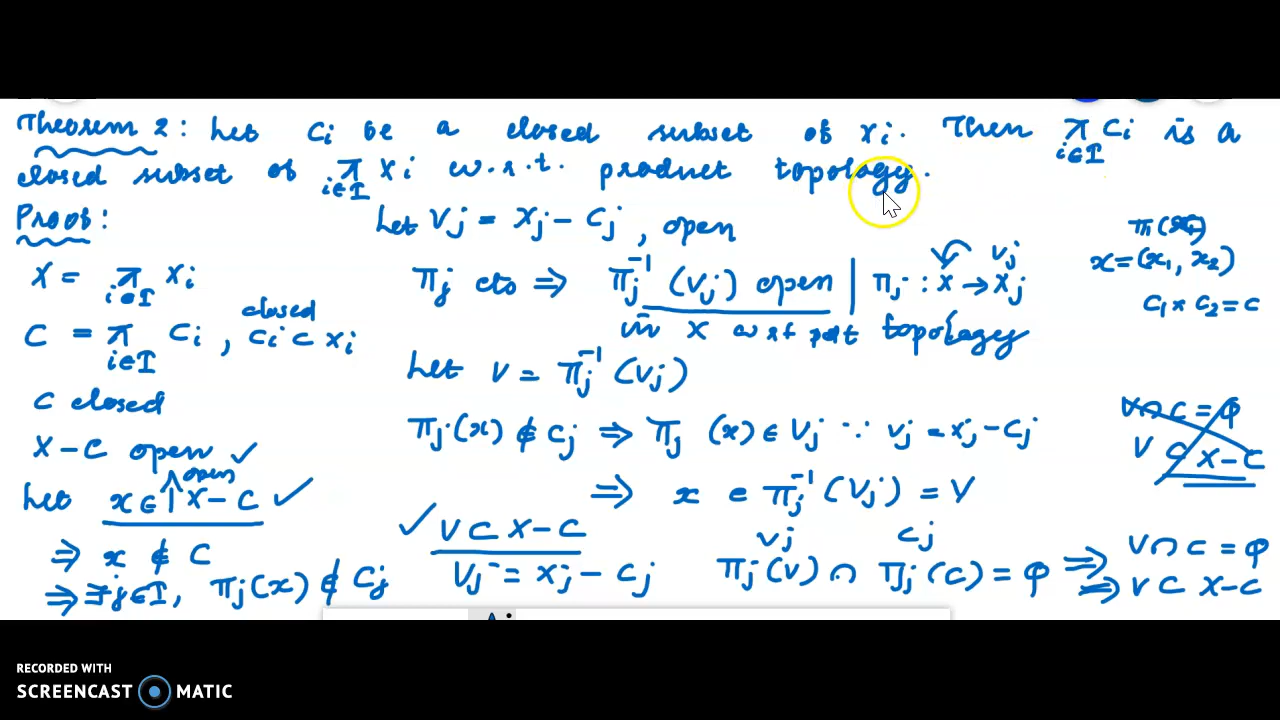 Theorem 2: Let Ci be a closed subset of Xi. Then π Ci is a
i∈I
closed subset of π Xi w.r.t. product topology.
i∈I
Proof:
X = π Xi
i∈I
C = π Ci, Ci ⊂ Xi
i∈I
closed
C closed
X-C open ✓
open
Let x ∈ ↑ X-C ✓
⇒ x ∉ C
⇒ ∃ j∈I, πj(x) ∉ Cj
Let Vj = Xj - Cj, open
πj cts ⇒ πj⁻¹ (Vj) open | πj : X → Xj
Vj
in X w.r.t topology
Let V = πj⁻¹ (Vj)
πj(x) ∉ Cj ⇒ πj (x) ∈ Vj ∵ Vj = Xj - Cj
⇒ x ∈ πj⁻¹ (Vj) = V
✓ V ⊂ X-C
Vj = Xj - Cj
Vj Cj
πj(V) ∩ πj(C) = φ ⇒ V∩C = φ
⇒ V ⊂ X-C
x = (x1, x2)
C1 × C2 = C
V∩C = φ
V ⊂ X-C
RECORDED WITH
SCREENCAST MATIC